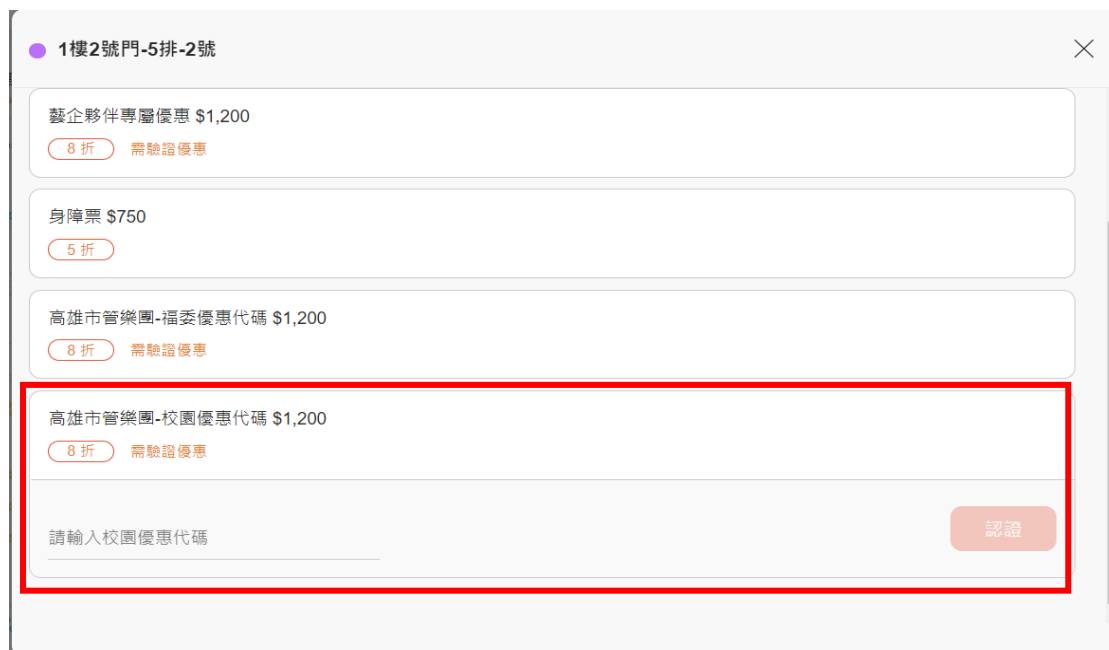 1樓2號門-5排-2號
藝企夥伴專屬優惠 $1,200
8 折 需驗證優惠
身障票 $750
5 折
高雄市管樂團-福委優惠代碼 $1,200
8 折 需驗證優惠
高雄市管樂團-校園優惠代碼 $1,200
8 折 需驗證優惠
請輸入校園優惠代碼
認證